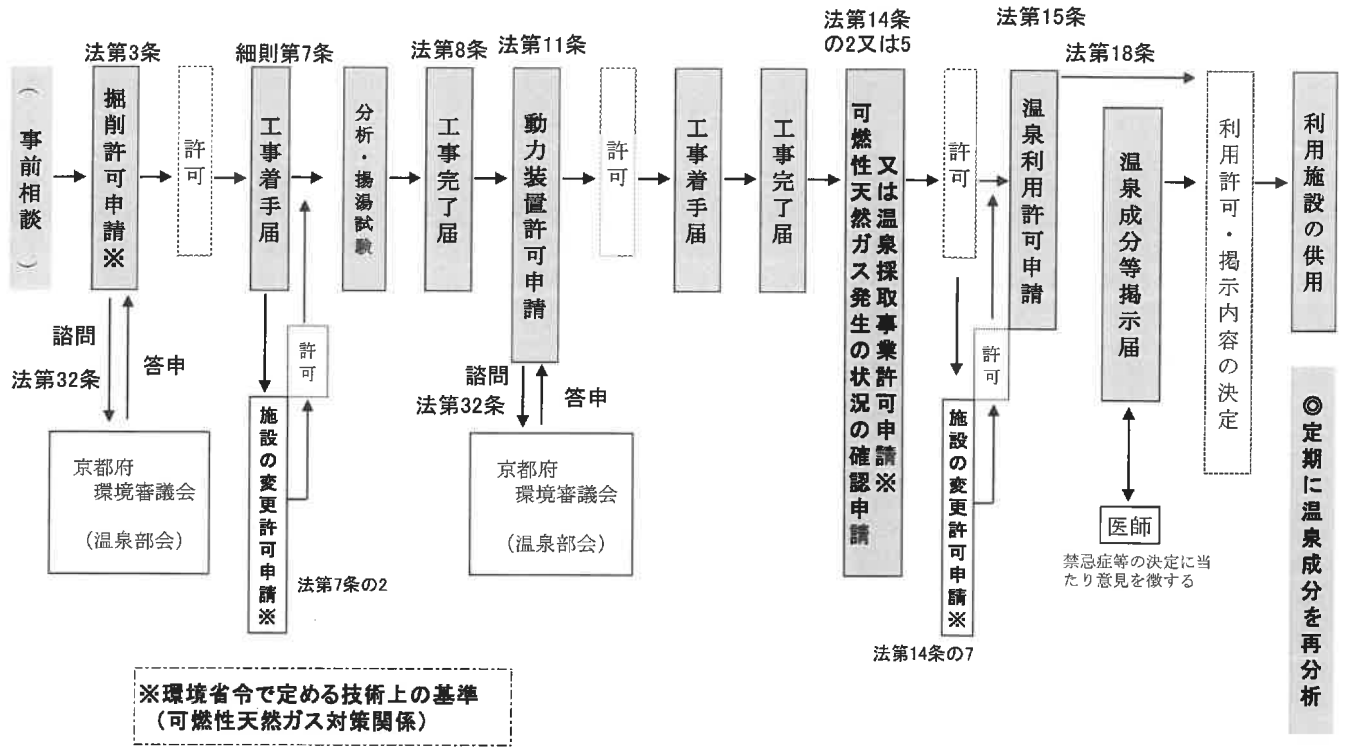 法第3条
細則第7条
法第8条
法第11条
法第14条
の2又は5
法第15条
法第18条
（事前相談）
掘削許可申請※
許可
工事着手届
分析・揚湯試験
工事完了届
動力装置許可申請
許可
工事着手届
工事完了届
可燃性天然ガス発生の状況の確認申請
又は温泉採取事業許可申請※
許可
温泉利用許可申請
温泉成分等掲示届
利用許可・掲示内容の決定
利用施設の供用
諮問
答申
法第32条
京都府
環境審議会
（温泉部会）
許可
施設の変更許可申請※
法第7条の2
諮問
答申
法第32条
京都府
環境審議会
（温泉部会）
許可
施設の変更許可申請※
法第14条の7
医師
禁忌症等の決定に当
たり意見を徴する
◎定期に温泉成分を再分析
※環境省令で定める技術上の基準
（可燃性天然ガス対策関係）